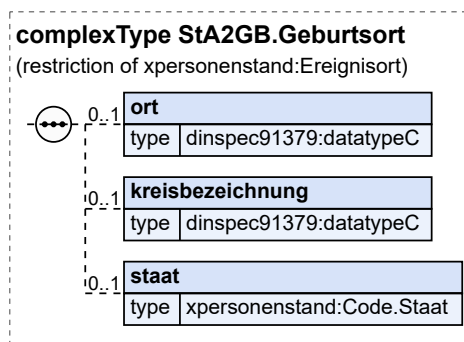 complexType StA2GB.Geburtsort
(restriction of xpersonenstand:Ereignisort)
0..1 ort
type dinspec91379:datatypeC
0..1 kreisbezeichnung
type dinspec91379:datatypeC
0..1 staat
type xpersonenstand:Code.Staat